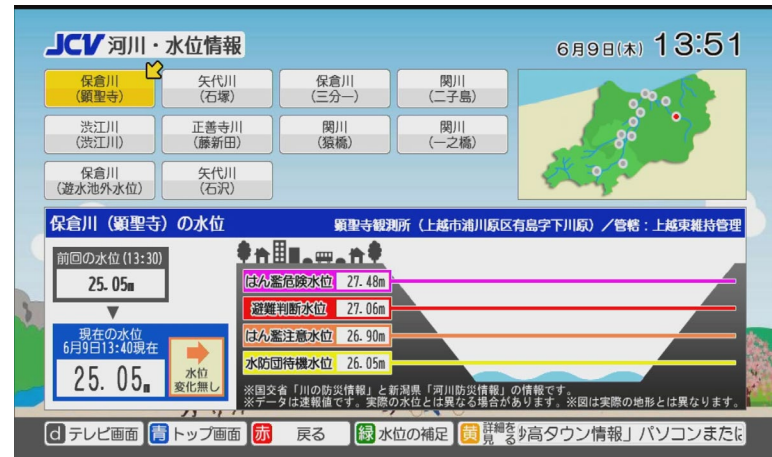 JCV 河川・水位情報
6月9日(木) 13:51
保倉川
(顕聖寺)
矢代川
(石塚)
保倉川
(三分一)
関川
(二子島)
渋江川
(渋江川)
正善寺川
(藤新田)
関川
(猿橋)
関川
(一之橋)
保倉川
(遊水池外水位)
矢代川
(石沢)
保倉川（顕聖寺）の水位
顕聖寺観測所（上越市浦川原区有島字下川原）／管轄：上越東維持管理
前回の水位(13:30)
25.05m
▼
現在の水位
6月9日13:40現在
25.05m
水位
変化無し
はん濫危険水位 27.48m
避難判断水位 27.06m
はん濫注意水位 26.90m
水防団待機水位 26.05m
※国交省「川の防災情報」と新潟県「河川防災情報」の情報です。
※データは速報値です。実際の水位とは異なる場合があります。※図は実際の地形とは異なります。
d テレビ画面 青 トップ画面 赤 戻る 緑 水位の補足 黄 詳細を見る 少高タウン情報」パソコンまたに